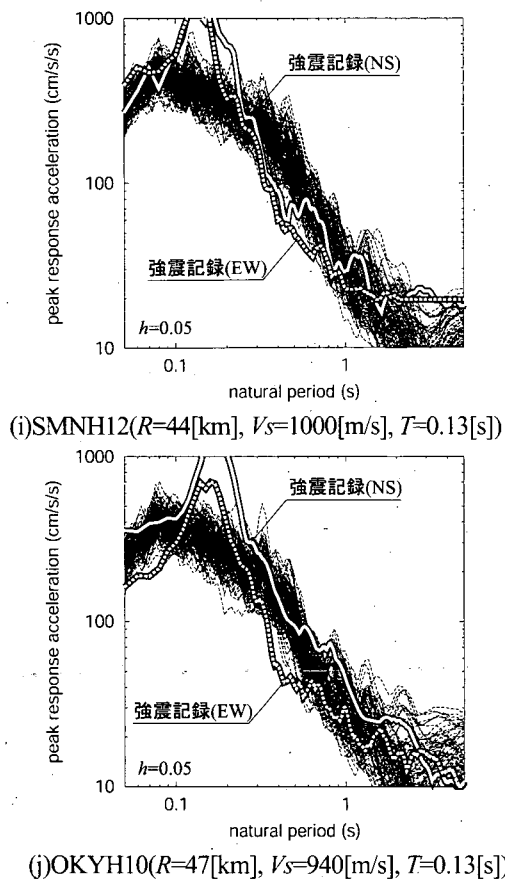 1000
強震記録(NS)
peak response acceleration (cm/s/s)
100
強震記録(EW)
h=0.05
10
0.1
1
natural period (s)
(i)SMNH12(R=44[km], Vs=1000[m/s], T=0.13[s])
1000
強震記録(NS)
peak response acceleration (cm/s/s)
100
強震記録(EW)
h=0.05
10
0.1
1
natural period (s)
(j)OKYH10(R=47[km], Vs=940[m/s], T=0.13[s])